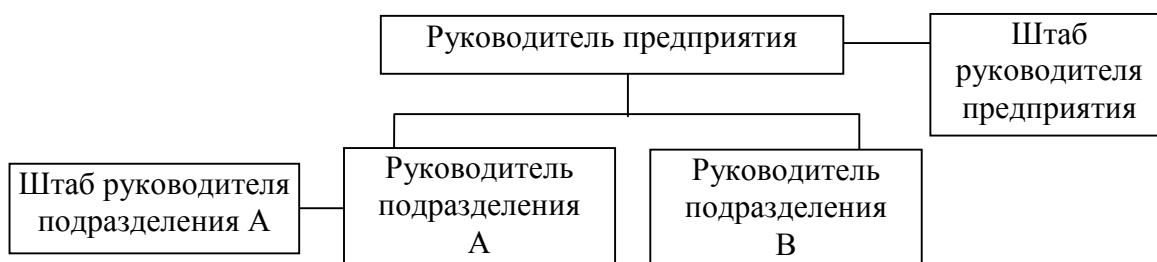 Руководитель предприятия
Штаб
руководителя
предприятия
Штаб руководителя
подразделения А
Руководитель
подразделения
А
Руководитель
подразделения
В